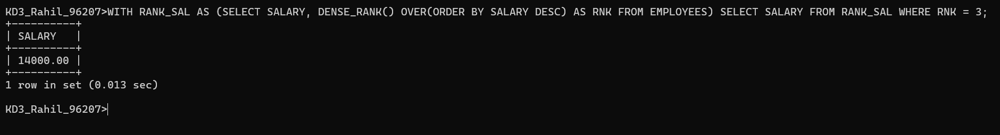 KD3_Rahil_96207>WITH RANK_SAL AS (SELECT SALARY, DENSE_RANK() OVER(ORDER BY SALARY DESC) AS RNK FROM EMPLOYEES) SELECT SALARY FROM RANK_SAL WHERE RNK = 3;
+----------+
| SALARY   |
+----------+
| 14000.00 |
+----------+
1 row in set (0.013 sec)
KD3_Rahil_96207>